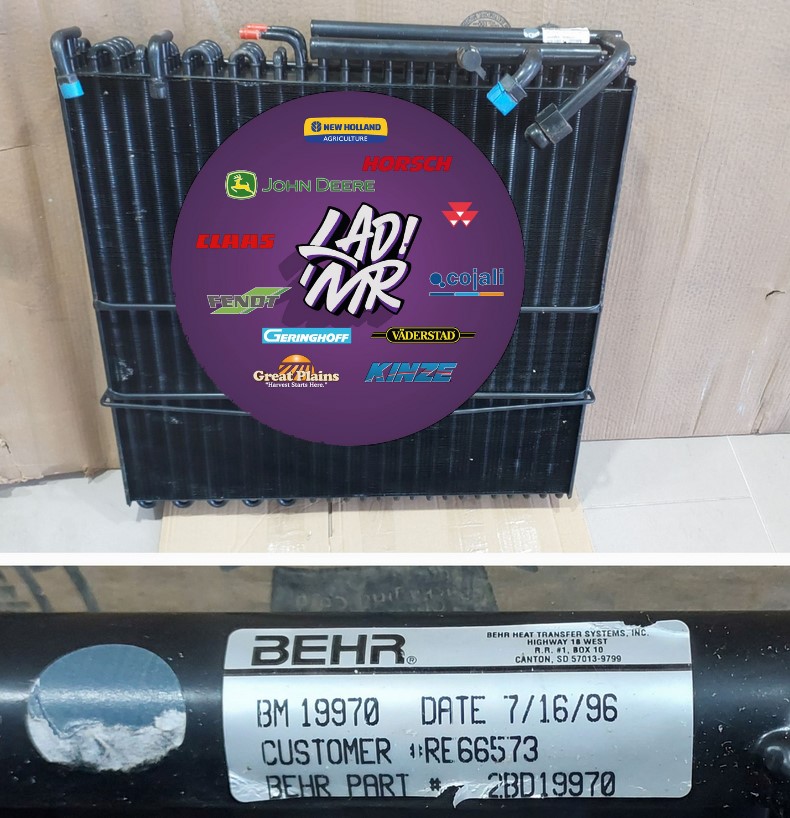 NEW HOLLAND
AGRICULTURE
HORSCH
JOHN DEERE
CLAAS
LAD!
'MR
cojali
FENDT
GERINGHOFF
VÄDERSTAD
Great Plains
"Harvest Starts Here."
KINZE
BEHR®
BEHR HEAT TRANSFER SYSTEMS, INC.
HIGHWAY 18 WEST
R.R. #1, BOX 10
CANTON, SD 57013-9799
BM 19970 DATE 7/16/96
CUSTOMER #RE66573
BEHR PART # 2BD19970